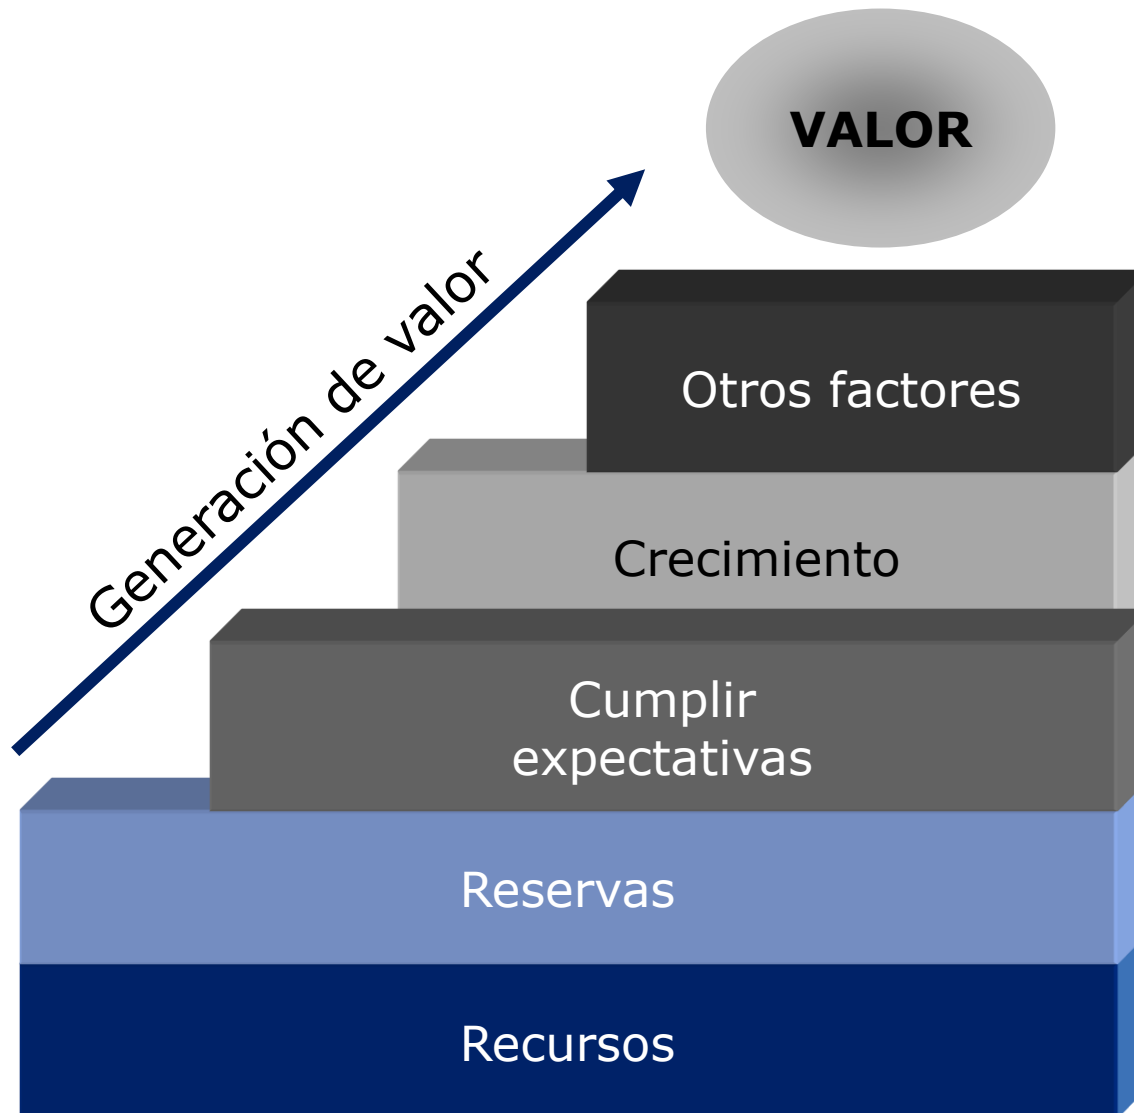 VALOR
Generación de valor
Otros factores
Crecimiento
Cumplir
expectativas
Reservas
Recursos